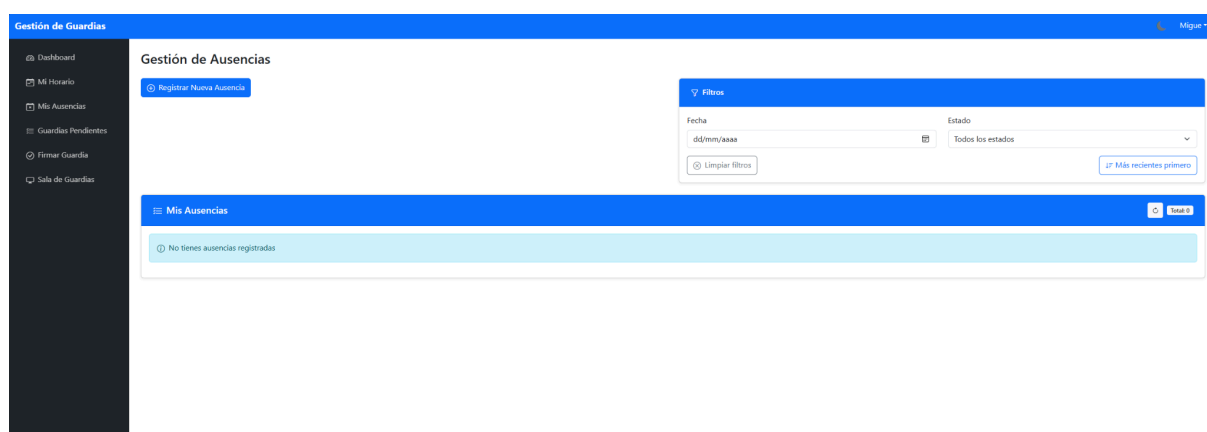 Gestión de Guardias
Migue
Dashboard
Mi Horario
Mis Ausencias
Guardias Pendientes
Firmar Guardia
Sala de Guardias
Gestión de Ausencias
Registrar Nueva Ausencia
Filtros
Fecha
Estado
dd/mm/aaaa
Todos los estados
Limpiar filtros
Más recientes primero
Mis Ausencias
Total: 0
No tienes ausencias registradas